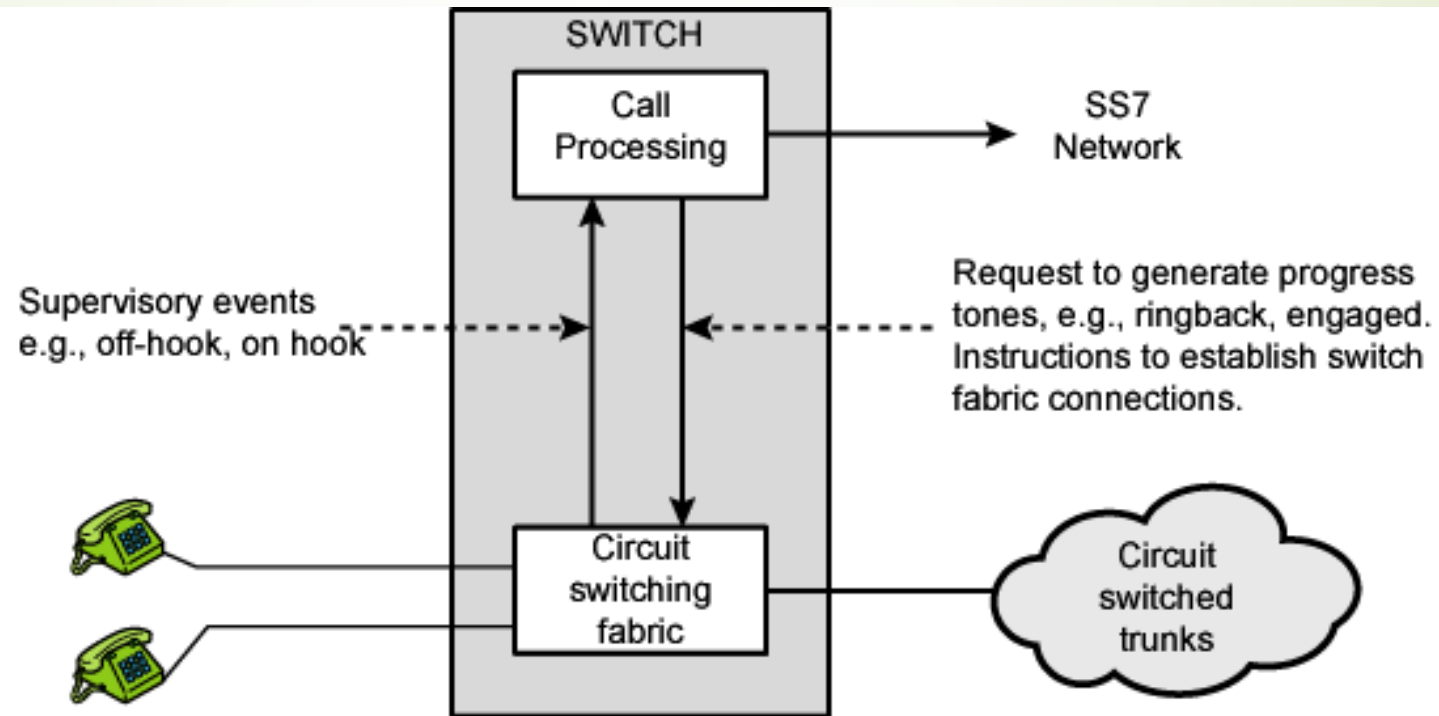 SWITCH
Call
Processing
SS7
Network
Supervisory events
e.g., off-hook, on hook
Request to generate progress
tones, e.g., ringback, engaged.
Instructions to establish switch
fabric connections.
Circuit
switching
fabric
Circuit
switched
trunks